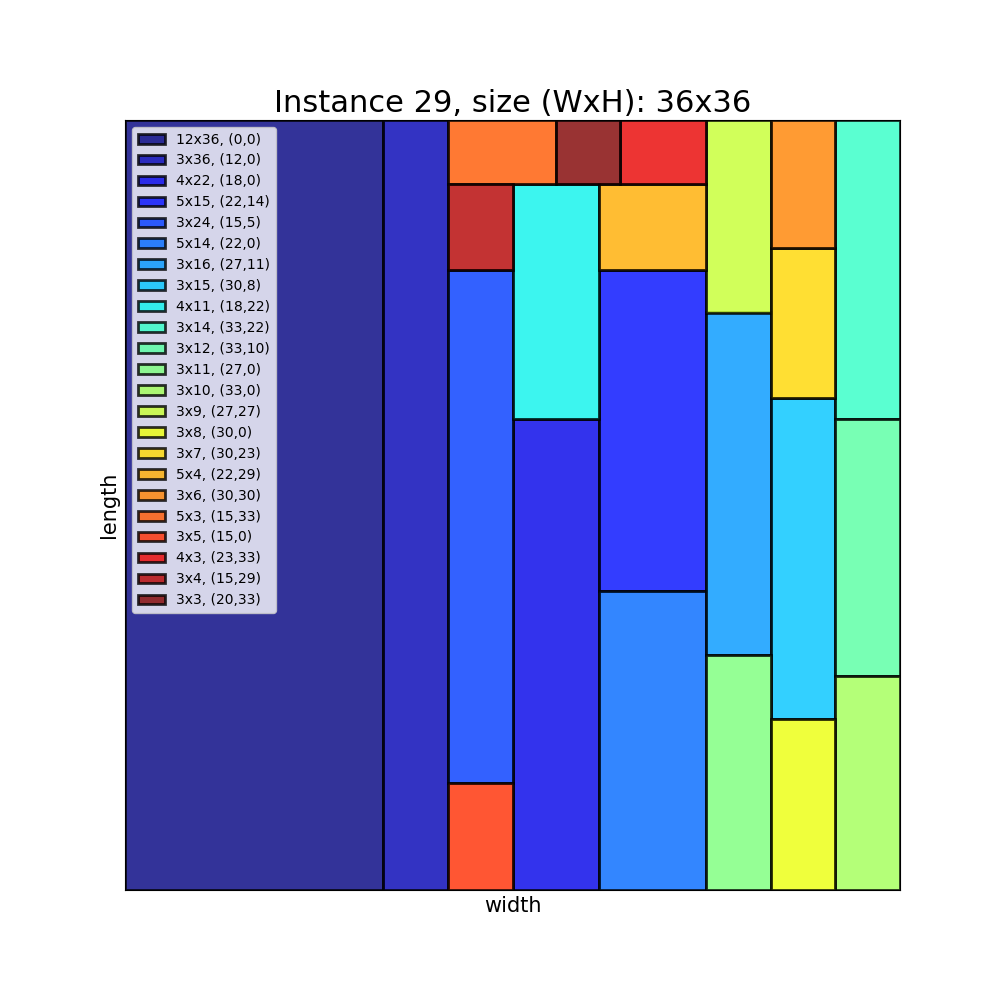 Instance 29, size (WxH): 36x36
12x36, (0,0)
3x36, (12,0)
4x22, (18,0)
5x15, (22,14)
3x24, (15,5)
5x14, (22,0)
3x16, (27,11)
3x15, (30,8)
4x11, (18,22)
3x14, (33,22)
3x12, (33,10)
3x11, (27,0)
3x10, (33,0)
3x9, (27,27)
3x8, (30,0)
3x7, (30,23)
5x4, (22,29)
3x6, (30,30)
5x3, (15,33)
3x5, (15,0)
4x3, (23,33)
3x4, (15,29)
3x3, (20,33)
length
width